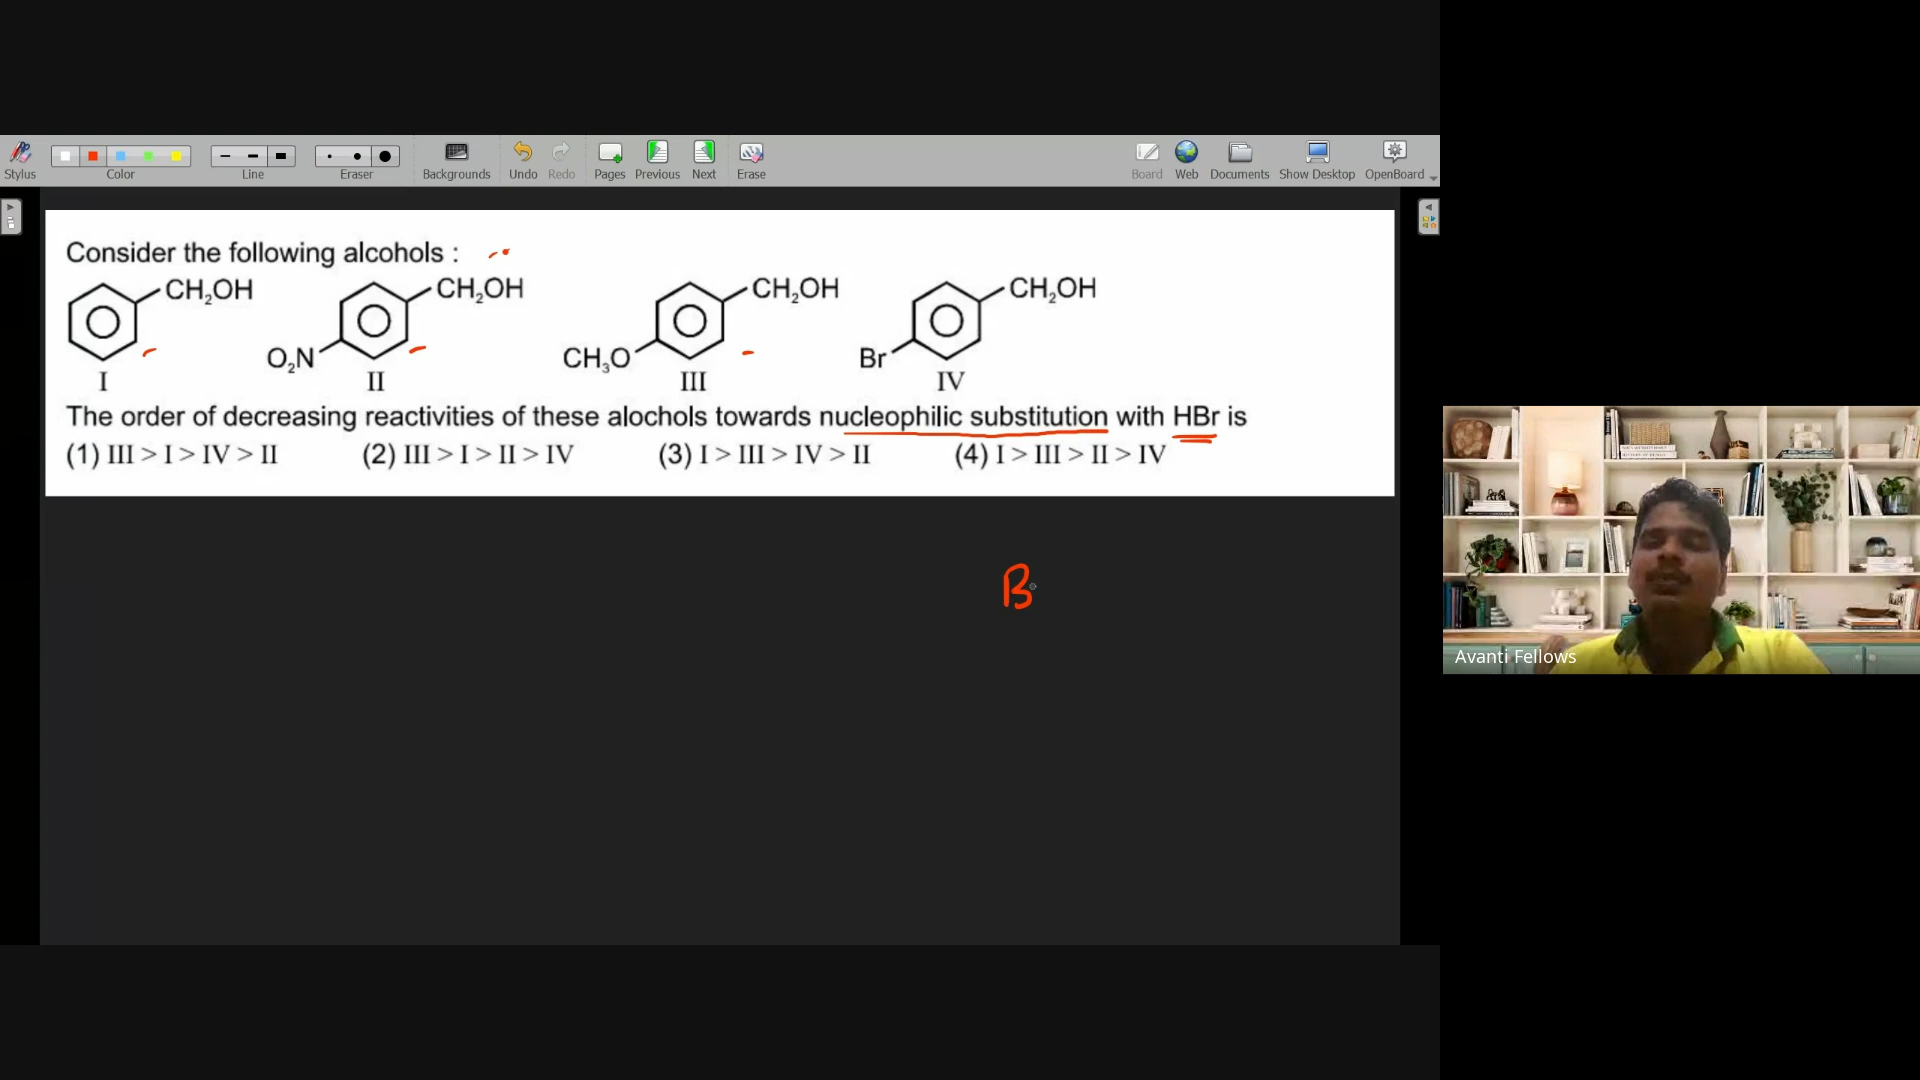 Stylus Color Line Eraser Backgrounds Undo Redo Pages Previous Next Erase Board Web Documents Show Desktop OpenBoard
Consider the following alcohols :
CH₂OH CH₂OH CH₂OH CH₂OH
O₂N CH₃O Br
I II III IV
The order of decreasing reactivities of these alochols towards nucleophilic substitution with HBr is
(1) III > I > IV > II (2) III > I > II > IV (3) I > III > IV > II (4) I > III > II > IV
B
Avanti Fellows